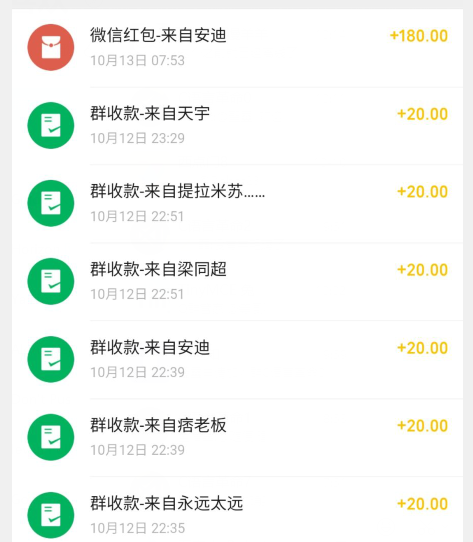 微信红包-来自安迪
+180.00
10月13日 07:53
群收款-来自天宇
+20.00
10月12日 23:29
群收款-来自提拉米苏......
+20.00
10月12日 22:51
群收款-来自梁同超
+20.00
10月12日 22:51
群收款-来自安迪
+20.00
10月12日 22:39
群收款-来自痞老板
+20.00
10月12日 22:39
群收款-来自永远太远
+20.00
10月12日 22:35